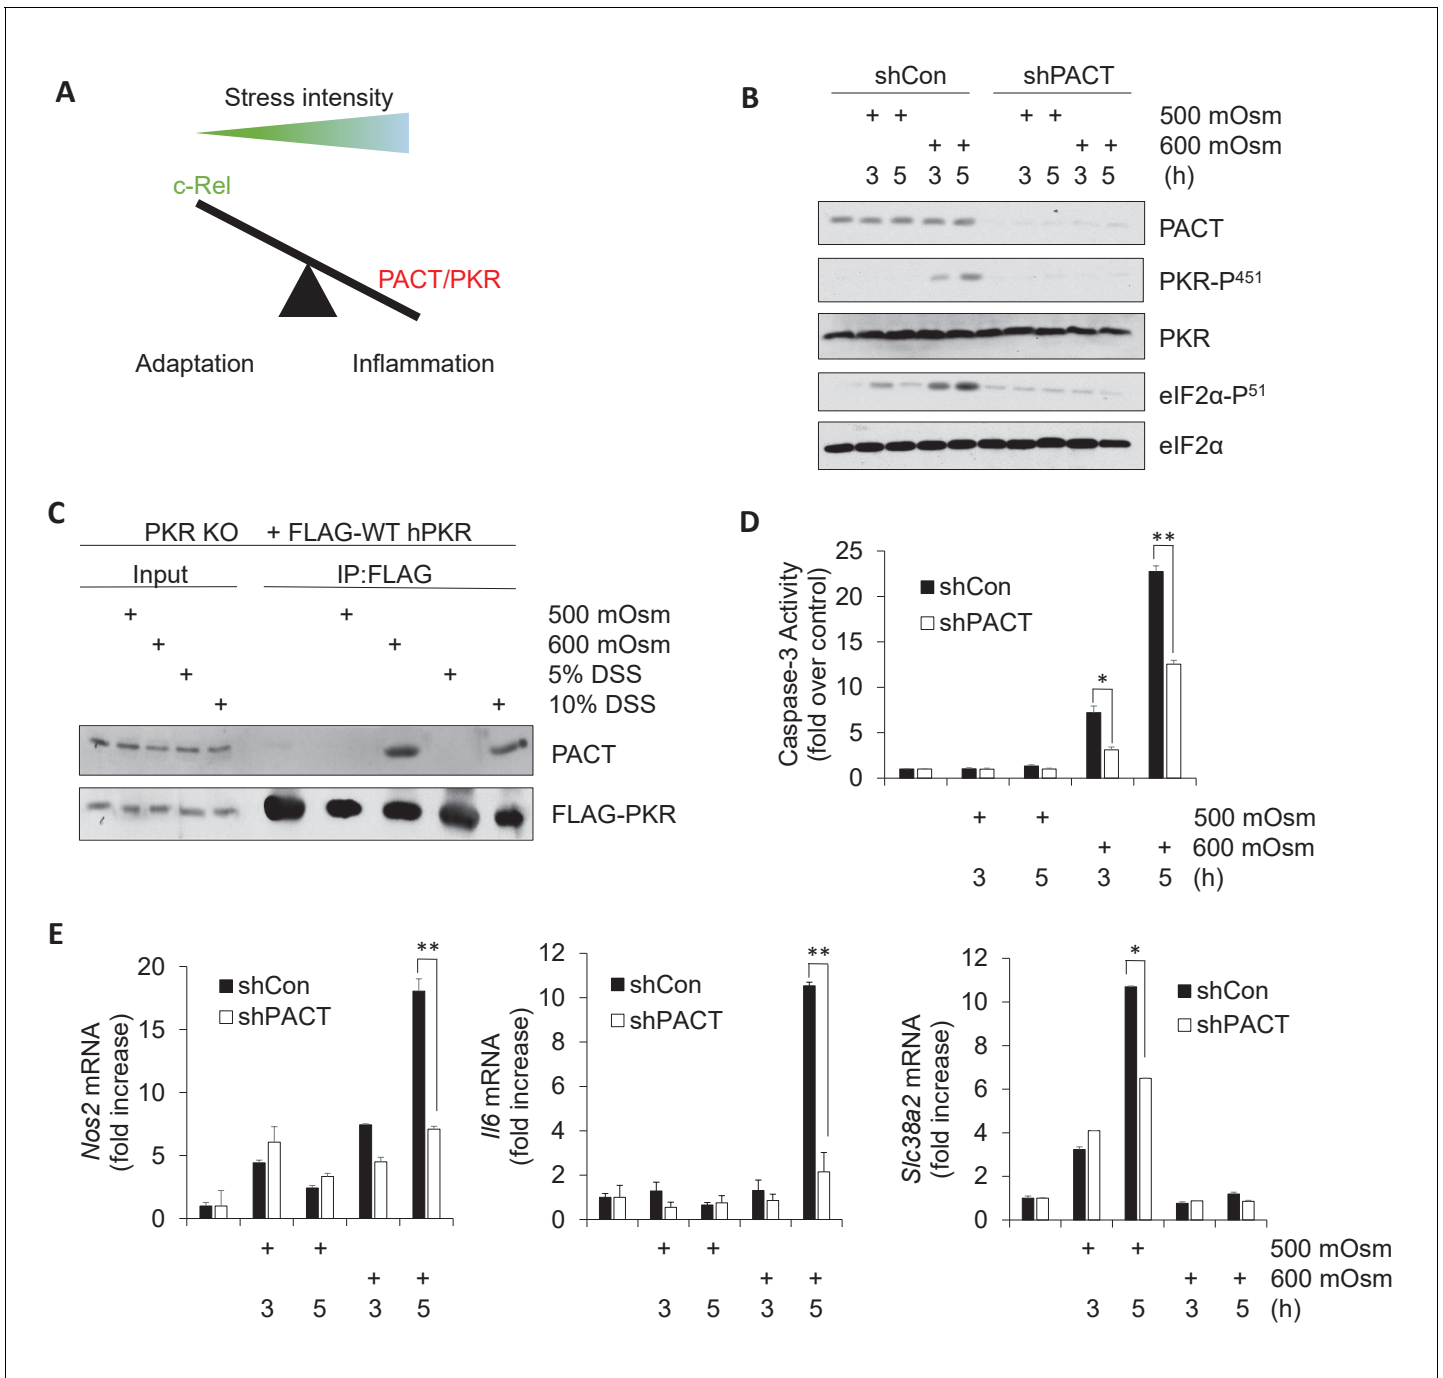 A
Stress intensity
c-Rel
PACT/PKR
Adaptation Inflammation
B
shCon shPACT
+ + + + 500 mOsm
+ + + + 600 mOsm
3 5 3 5 3 5 3 5 (h)
PACT
PKR-P451
PKR
eIF2α-P51
eIF2α
C
PKR KO + FLAG-WT hPKR
Input IP:FLAG
+ + 500 mOsm
+ + 600 mOsm
+ + 5% DSS
+ + 10% DSS
PACT
FLAG-PKR
D
Caspase-3 Activity
(fold over control)
25
20
15
10
5
0
shCon
shPACT
*
**
+ + 500 mOsm
+ + 600 mOsm
3 5 3 5 (h)
E
Nos2 mRNA
(fold increase)
20
15
10
5
0
shCon
shPACT
**
+ +
+ +
3 5 3 5
Il6 mRNA
(fold increase)
12
10
8
6
4
2
0
shCon
shPACT
**
+ +
+ +
3 5 3 5
Slc38a2 mRNA
(fold increase)
12
10
8
6
4
2
0
shCon
shPACT
*
+ + 500 mOsm
+ + 600 mOsm
3 5 3 5 (h)